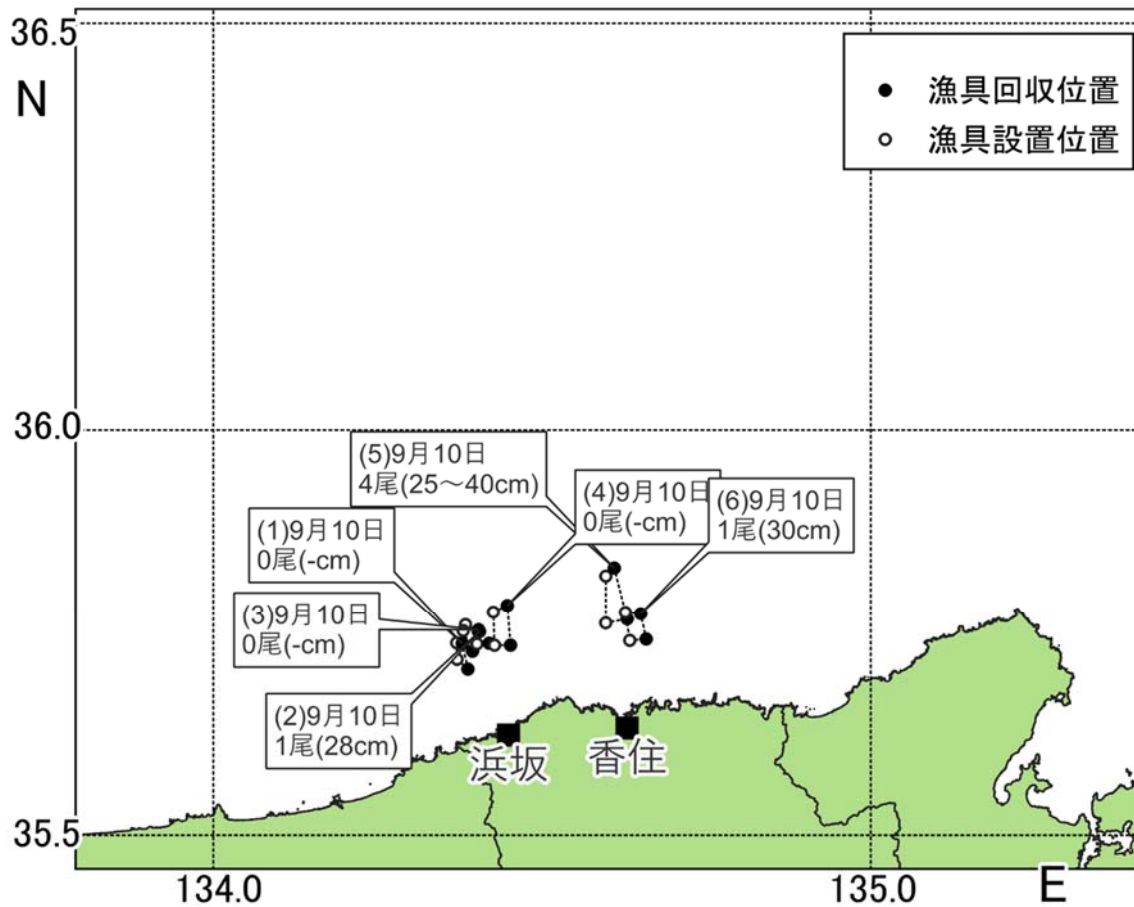 36.5
N
漁具回収位置
漁具設置位置
36.0
(5)9月10日
4尾(25～40cm)
(4)9月10日
0尾(-cm)
(6)9月10日
1尾(30cm)
(1)9月10日
0尾(-cm)
(3)9月10日
0尾(-cm)
(2)9月10日
1尾(28cm)
浜坂
香住
35.5
134.0
135.0
E